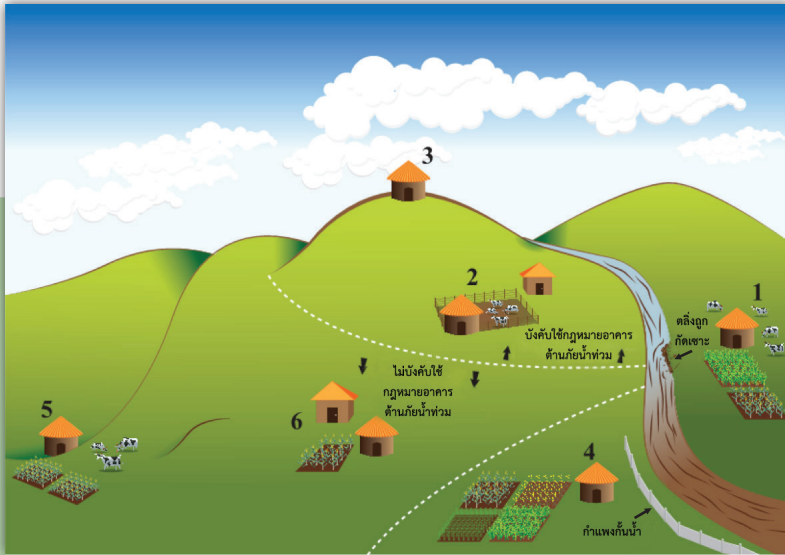 3
2
1
ตลิ่งถูก
กัดเซาะ
บังคับใช้กฎหมายอาคาร
ด้านภัยน้ำท่วม
ไม่บังคับใช้
กฎหมายอาคาร
ด้านภัยน้ำท่วม
5
6
4
กำแพงกั้นน้ำ